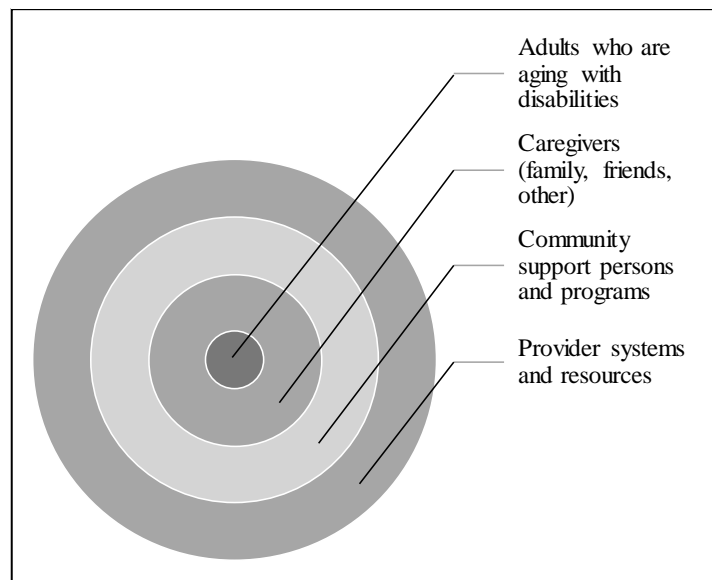 Adults who are
aging with
disabilities
Caregivers
(family, friends,
other)
Community
support persons
and programs
Provider systems
and resources